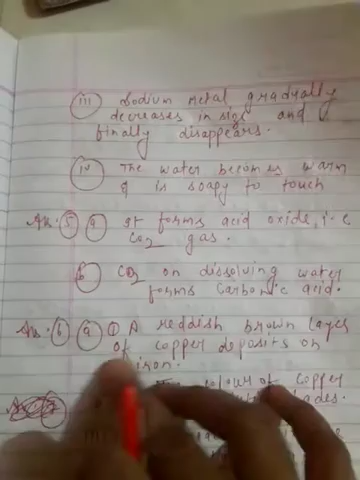 (iii) Sodium metal gradually
decreases in size and
finally disappears.
(iv) The water becomes warm
& is soapy to touch
Ans. 5 (a) It forms acid oxide, i.e
CO2 gas.
(b) CO2 on dissolving water
forms Carbonic acid.
Ans. 6 (a) (i) A reddish brown layer
of copper deposits on
iron.
colour of copper